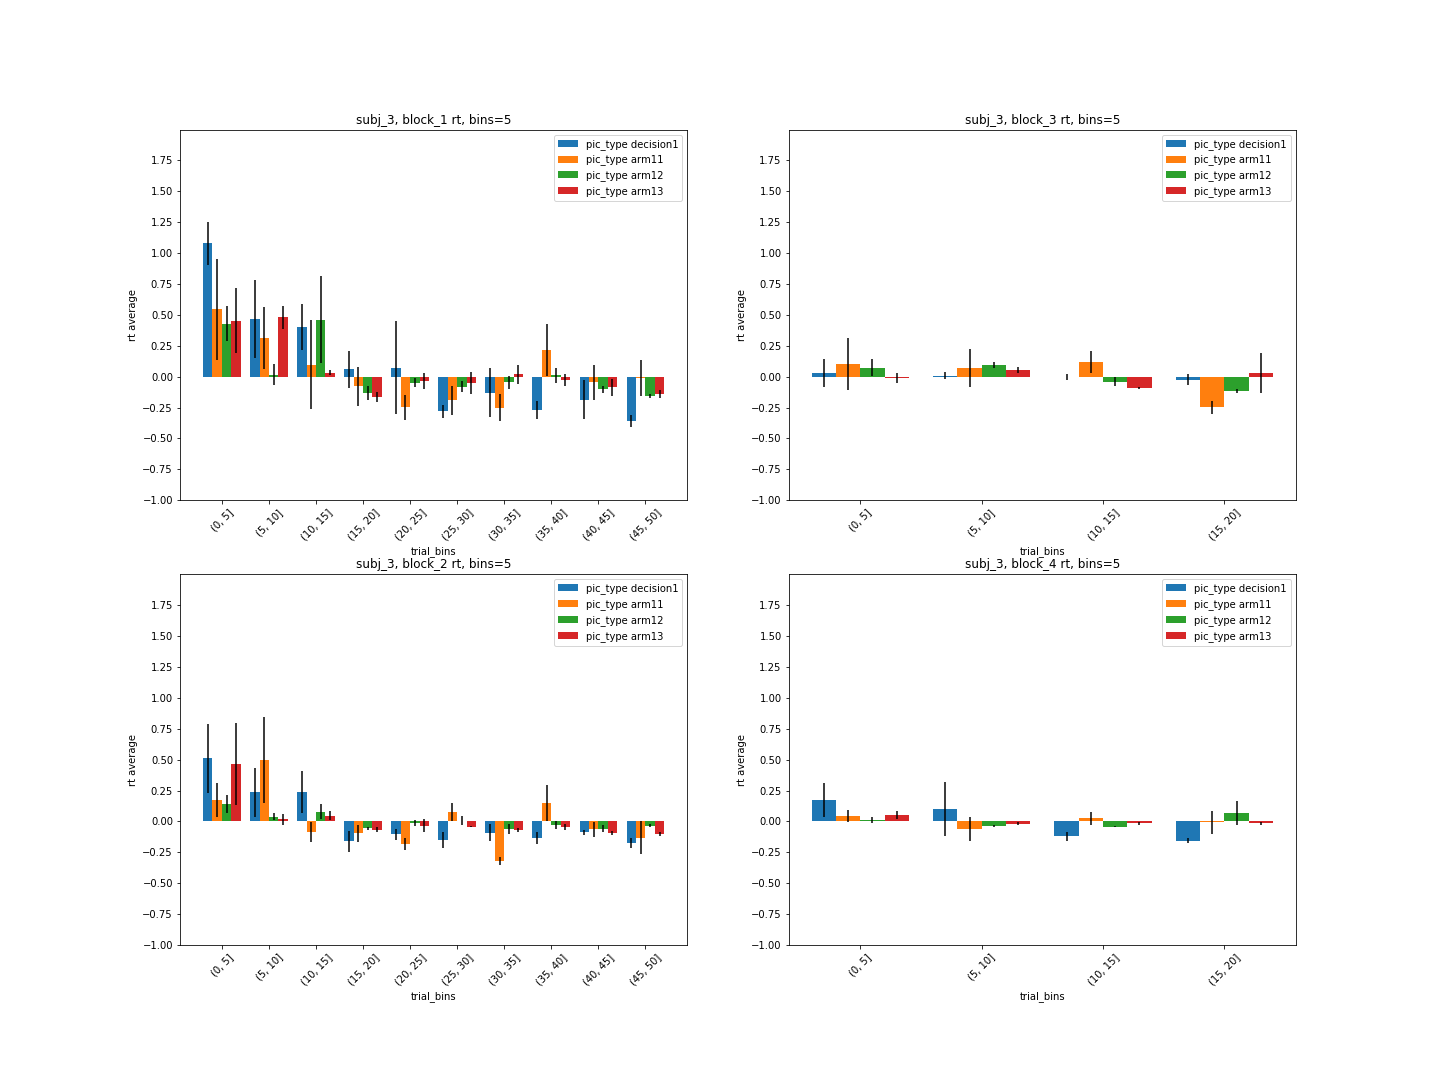 subj_3, block_1 rt, bins=5
pic_type decision1
pic_type arm11
pic_type arm12
pic_type arm13
1.75
1.50
1.25
1.00
0.75
0.50
0.25
0.00
−0.25
−0.50
−0.75
−1.00
rt average
(0, 5]
(5, 10]
(10, 15]
(15, 20]
(20, 25]
(25, 30]
(30, 35]
(35, 40]
(40, 45]
(45, 50]
trial_bins
subj_3, block_3 rt, bins=5
pic_type decision1
pic_type arm11
pic_type arm12
pic_type arm13
1.75
1.50
1.25
1.00
0.75
0.50
0.25
0.00
−0.25
−0.50
−0.75
−1.00
rt average
(0, 5]
(5, 10]
(10, 15]
(15, 20]
trial_bins
subj_3, block_2 rt, bins=5
pic_type decision1
pic_type arm11
pic_type arm12
pic_type arm13
1.75
1.50
1.25
1.00
0.75
0.50
0.25
0.00
−0.25
−0.50
−0.75
−1.00
rt average
(0, 5]
(5, 10]
(10, 15]
(15, 20]
(20, 25]
(25, 30]
(30, 35]
(35, 40]
(40, 45]
(45, 50]
trial_bins
subj_3, block_4 rt, bins=5
pic_type decision1
pic_type arm11
pic_type arm12
pic_type arm13
1.75
1.50
1.25
1.00
0.75
0.50
0.25
0.00
−0.25
−0.50
−0.75
−1.00
rt average
(0, 5]
(5, 10]
(10, 15]
(15, 20]
trial_bins